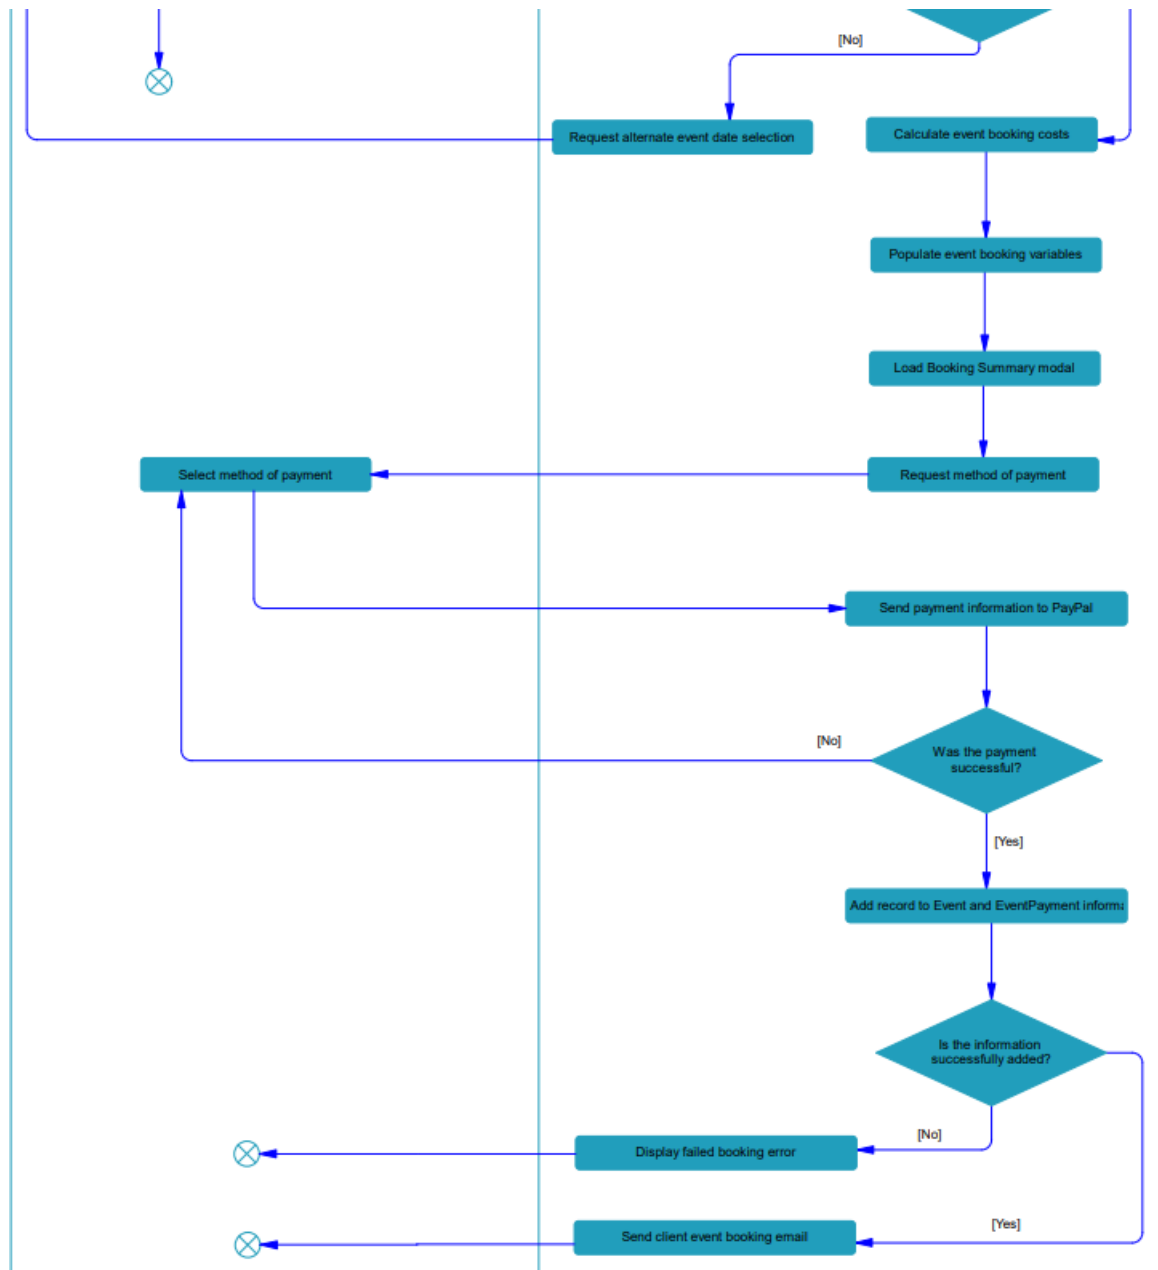 [No]
Request alternate event date selection
Calculate event booking costs
Populate event booking variables
Load Booking Summary modal
Select method of payment
Request method of payment
Send payment information to PayPal
[No]
Was the payment
successful?
[Yes]
Add record to Event and EventPayment informa
Is the information
successfully added?
[No]
Display failed booking error
[Yes]
Send client event booking email